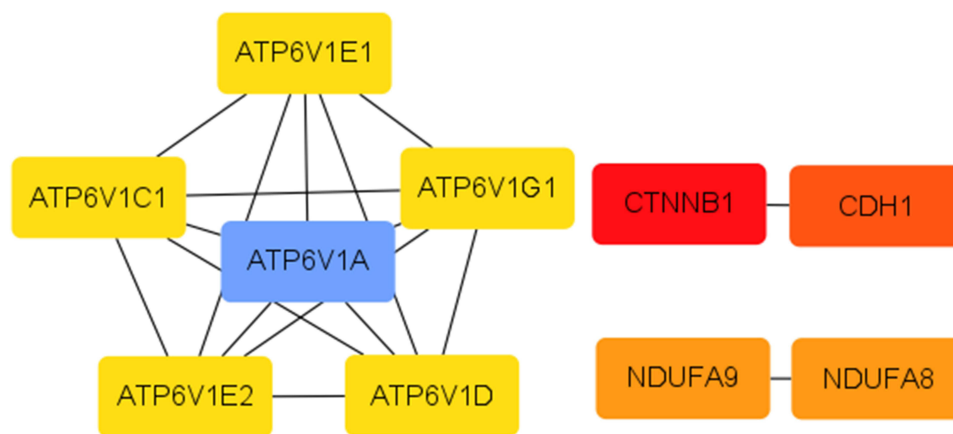 ATP6V1E1
ATP6V1C1
ATP6V1G1
ATP6V1A
ATP6V1E2
ATP6V1D
CTNNB1
CDH1
NDUFA9
NDUFA8